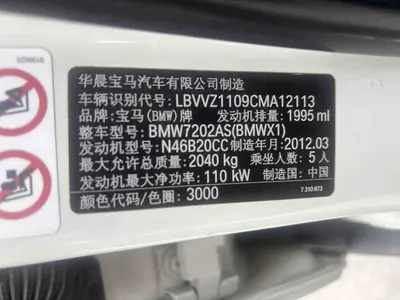 华晨宝马汽车有限公司制造
车辆识别代号: LBVVZ1109CMA12113
品牌: 宝马(BMW)牌 发动机排量: 1995 ml
整车型号: BMW7202AS(BMWX1)
发动机型号: N46B20CC 制造年月: 2012.03
最大允许总质量: 2040 kg 乘坐人数: 5 人
发动机最大净功率: 110 kW 制造国: 中国
颜色代码/色圈: 3000 7 310 673